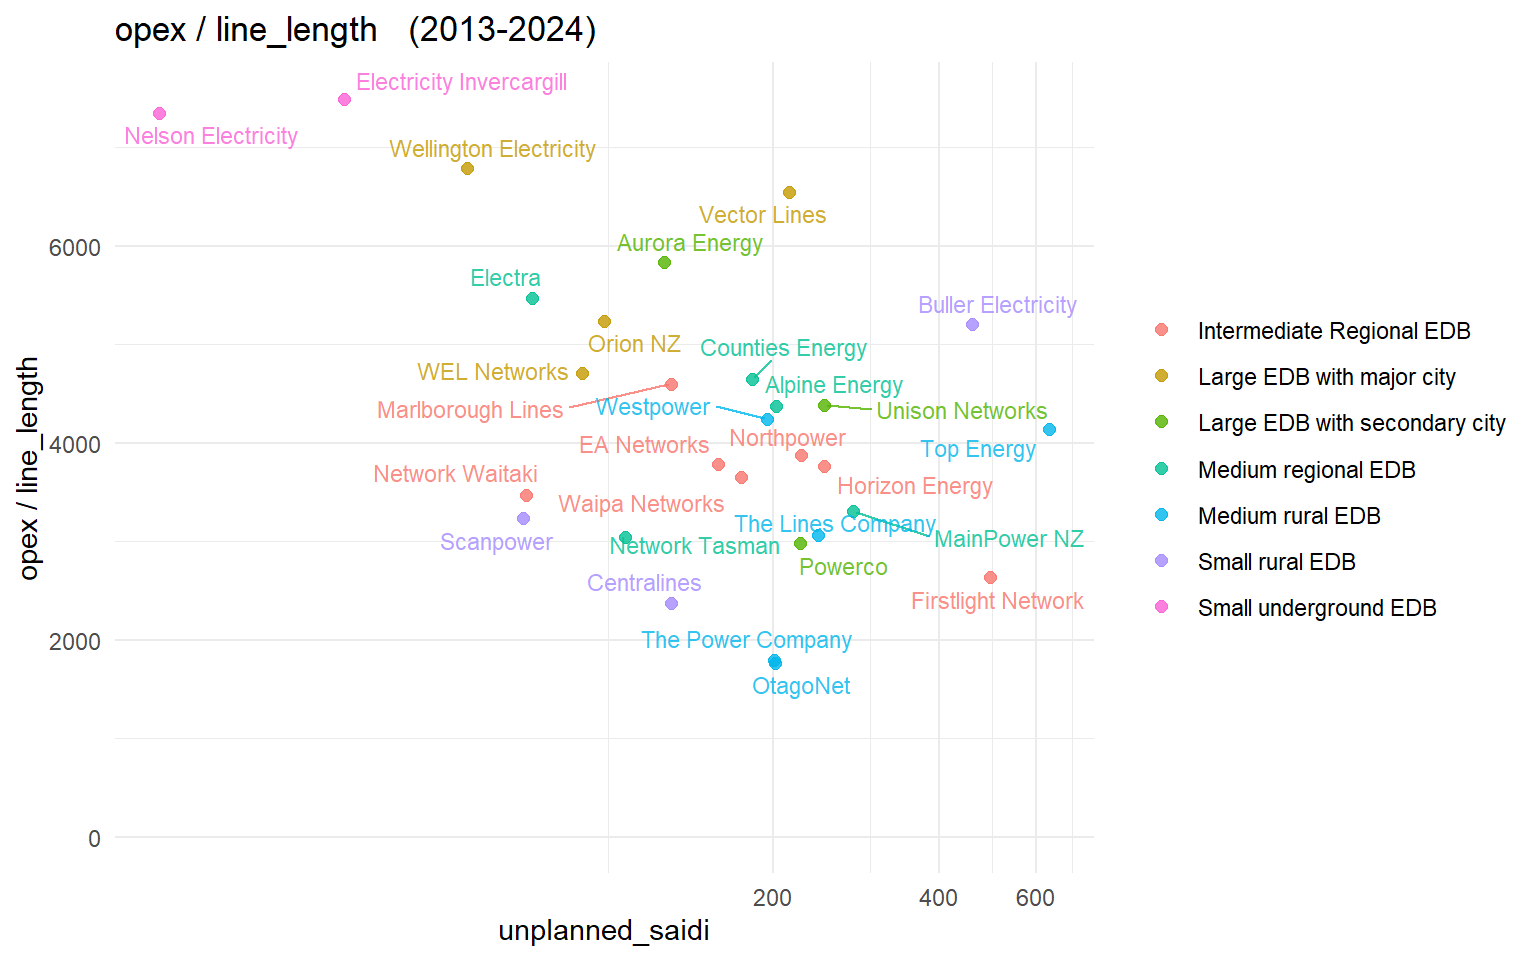 opex / line_length   (2013-2024)
Electricity Invercargill
Nelson Electricity
Wellington Electricity
Vector Lines
Aurora Energy
Electra
Buller Electricity
Orion NZ
Counties Energy
WEL Networks
Alpine Energy
Marlborough Lines
Westpower
Unison Networks
Northpower
EA Networks
Top Energy
Network Waitaki
Horizon Energy
Waipa Networks
The Lines Company
MainPower NZ
Scanpower
Network Tasman
Powerco
Centralines
Firstlight Network
The Power Company
OtagoNet
6000
4000
2000
0
200
400
600
opex / line_length
unplanned_saidi
Intermediate Regional EDB
Large EDB with major city
Large EDB with secondary city
Medium regional EDB
Medium rural EDB
Small rural EDB
Small underground EDB